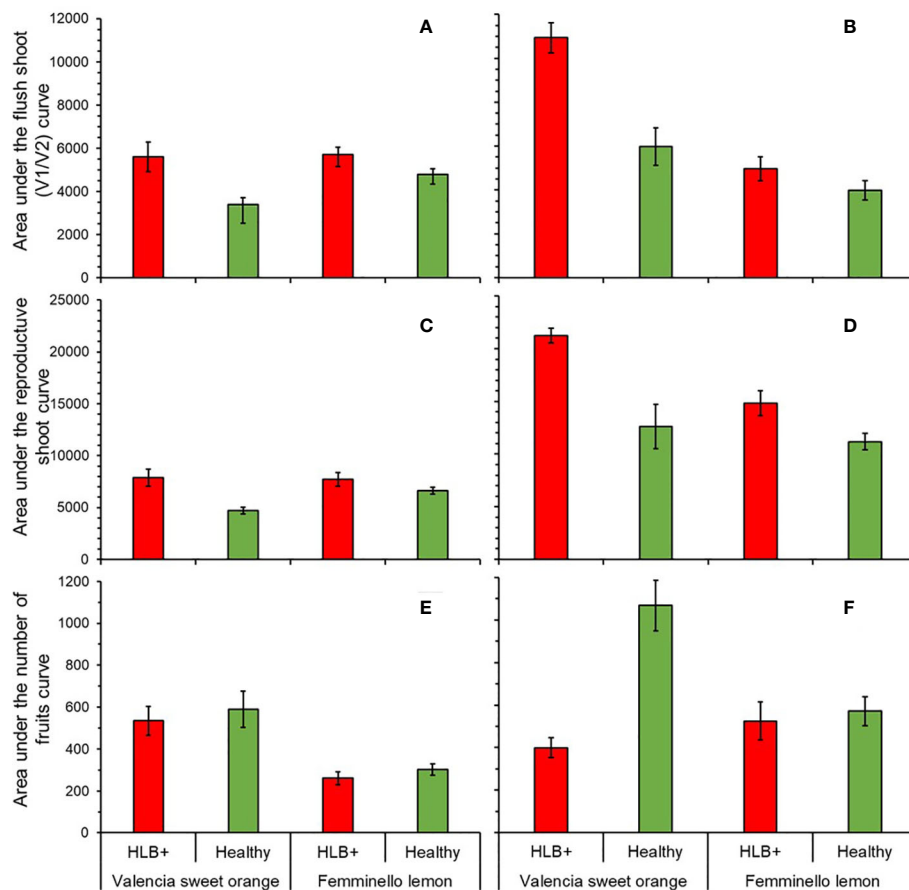 A
B
Area under the flush shoot
(V1/V2) curve
12000
10000
8000
6000
4000
2000
0
C
D
Area under the reproductive
shoot curve
25000
20000
15000
10000
5000
0
E
F
Area under the number of
fruits curve
1200
1000
800
600
400
200
0
HLB+ Healthy HLB+ Healthy HLB+ Healthy HLB+ Healthy
Valencia sweet orange Femminello lemon Valencia sweet orange Femminello lemon